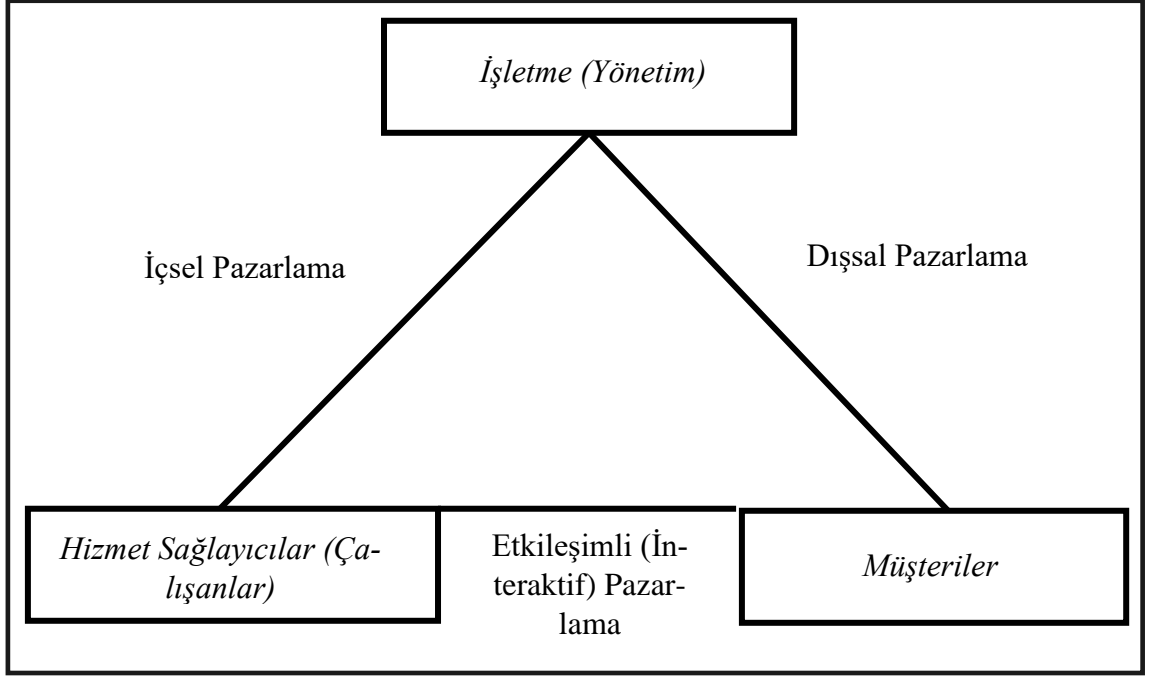 İşletme (Yönetim)
İçsel Pazarlama
Dışsal Pazarlama
Hizmet Sağlayıcılar (Ça-
lışanlar)
Etkileşimli (İn-
teraktif) Pazar-
lama
Müşteriler